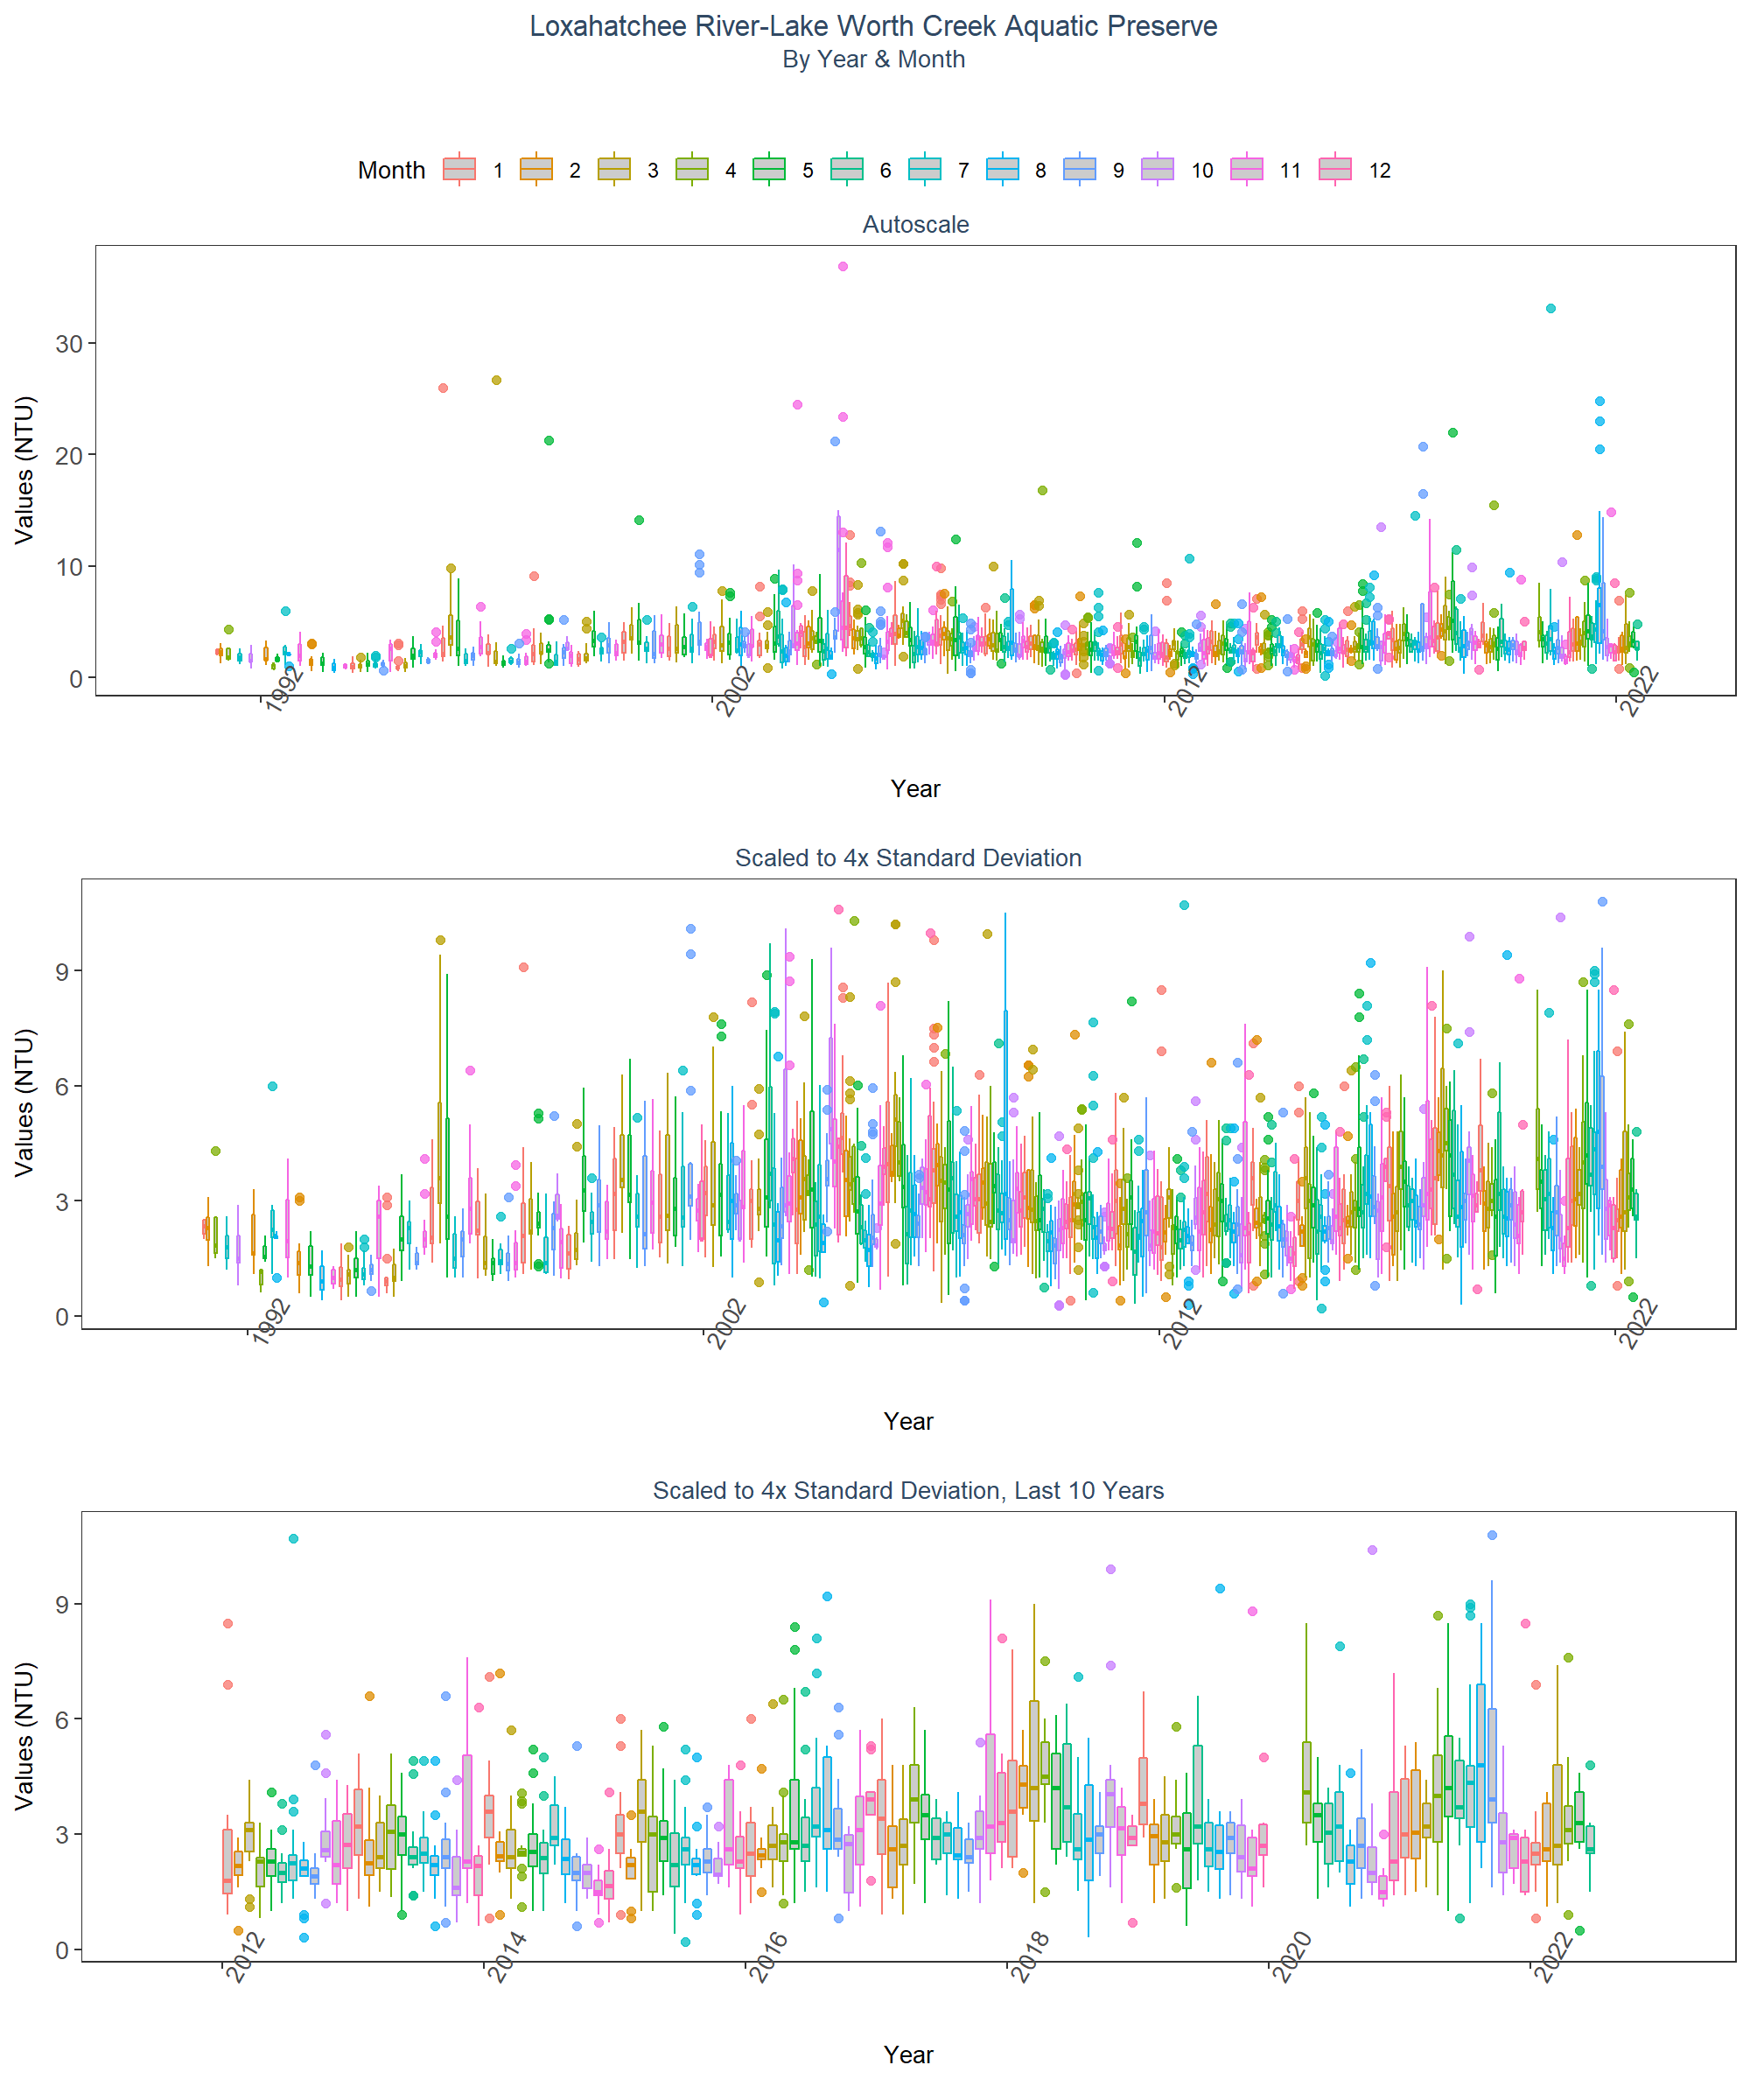 Loxahatchee River-Lake Worth Creek Aquatic Preserve
By Year & Month
Month 1 2 3 4 5 6 7 8 9 10 11 12
Autoscale
Values (NTU)
30
20
10
0
1992 2002 2012 2022
Year
Scaled to 4x Standard Deviation
Values (NTU)
9
6
3
0
1992 2002 2012 2022
Year
Scaled to 4x Standard Deviation, Last 10 Years
Values (NTU)
9
6
3
0
2012 2014 2016 2018 2020 2022
Year